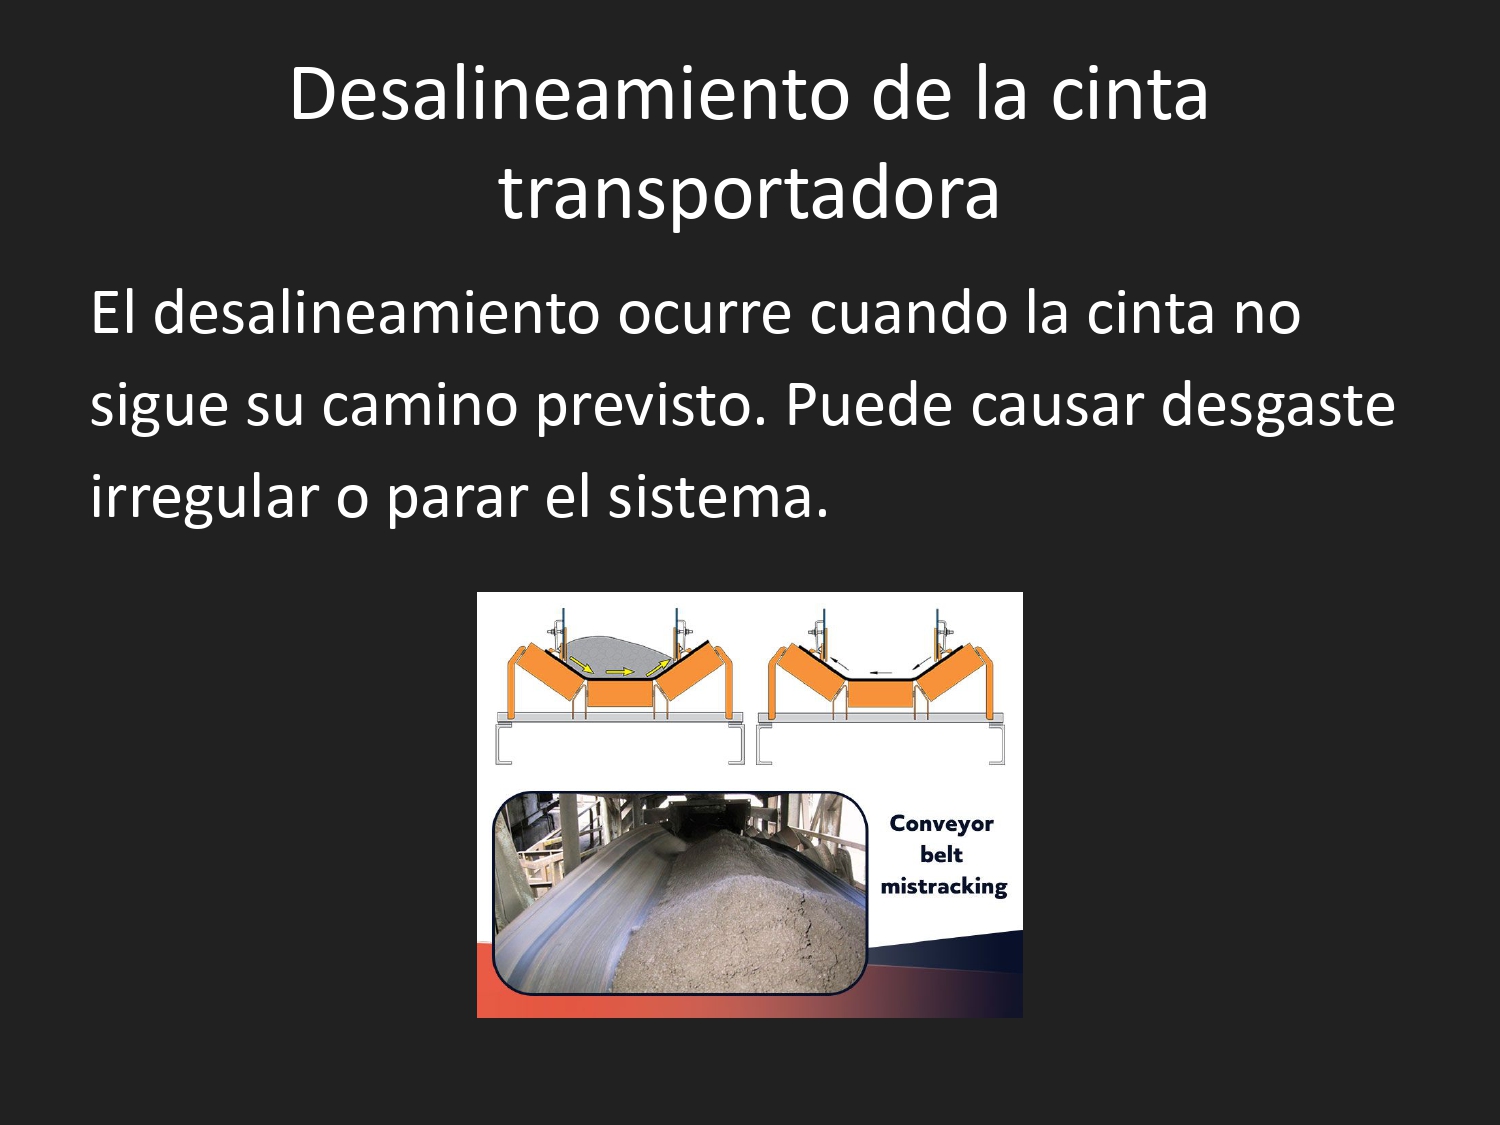 Desalineamiento de la cinta
transportadora
El desalineamiento ocurre cuando la cinta no
sigue su camino previsto. Puede causar desgaste
irregular o parar el sistema.
Conveyor
belt
mistracking